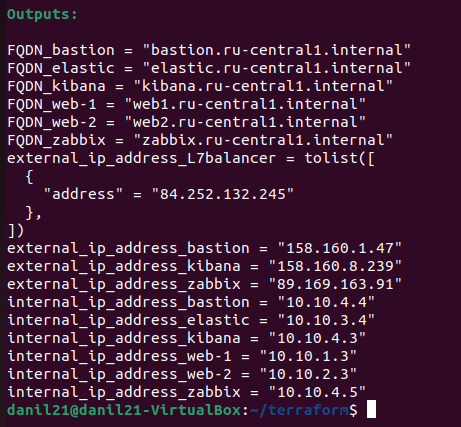 Outputs:
FQDN_bastion = "bastion.ru-central1.internal"
FQDN_elastic = "elastic.ru-central1.internal"
FQDN_kibana = "kibana.ru-central1.internal"
FQDN_web-1 = "web1.ru-central1.internal"
FQDN_web-2 = "web2.ru-central1.internal"
FQDN_zabbix = "zabbix.ru-central1.internal"
external_ip_address_L7balancer = tolist([
  {
    "address" = "84.252.132.245"
  },
])
external_ip_address_bastion = "158.160.1.47"
external_ip_address_kibana = "158.160.8.239"
external_ip_address_zabbix = "89.169.163.91"
internal_ip_address_bastion = "10.10.4.4"
internal_ip_address_elastic = "10.10.3.4"
internal_ip_address_kibana = "10.10.4.3"
internal_ip_address_web-1 = "10.10.1.3"
internal_ip_address_web-2 = "10.10.2.3"
internal_ip_address_zabbix = "10.10.4.5"
danil21@danil21-VirtualBox:~/terraform$